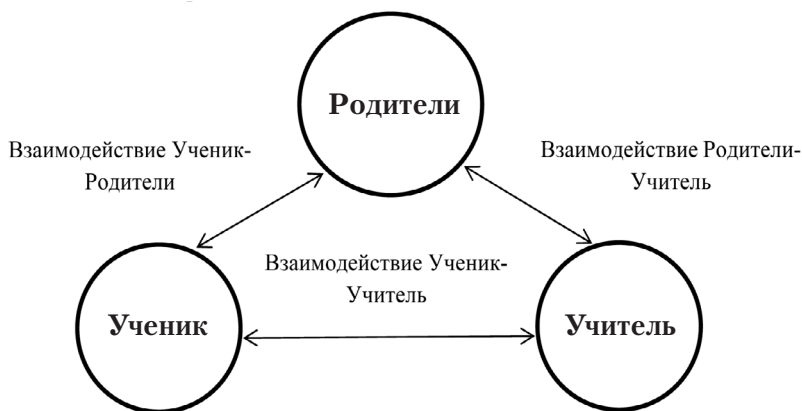 Родители
Взаимодействие Ученик-
Родители
Взаимодействие Родители-
Учитель
Взаимодействие Ученик-
Учитель
Ученик
Учитель